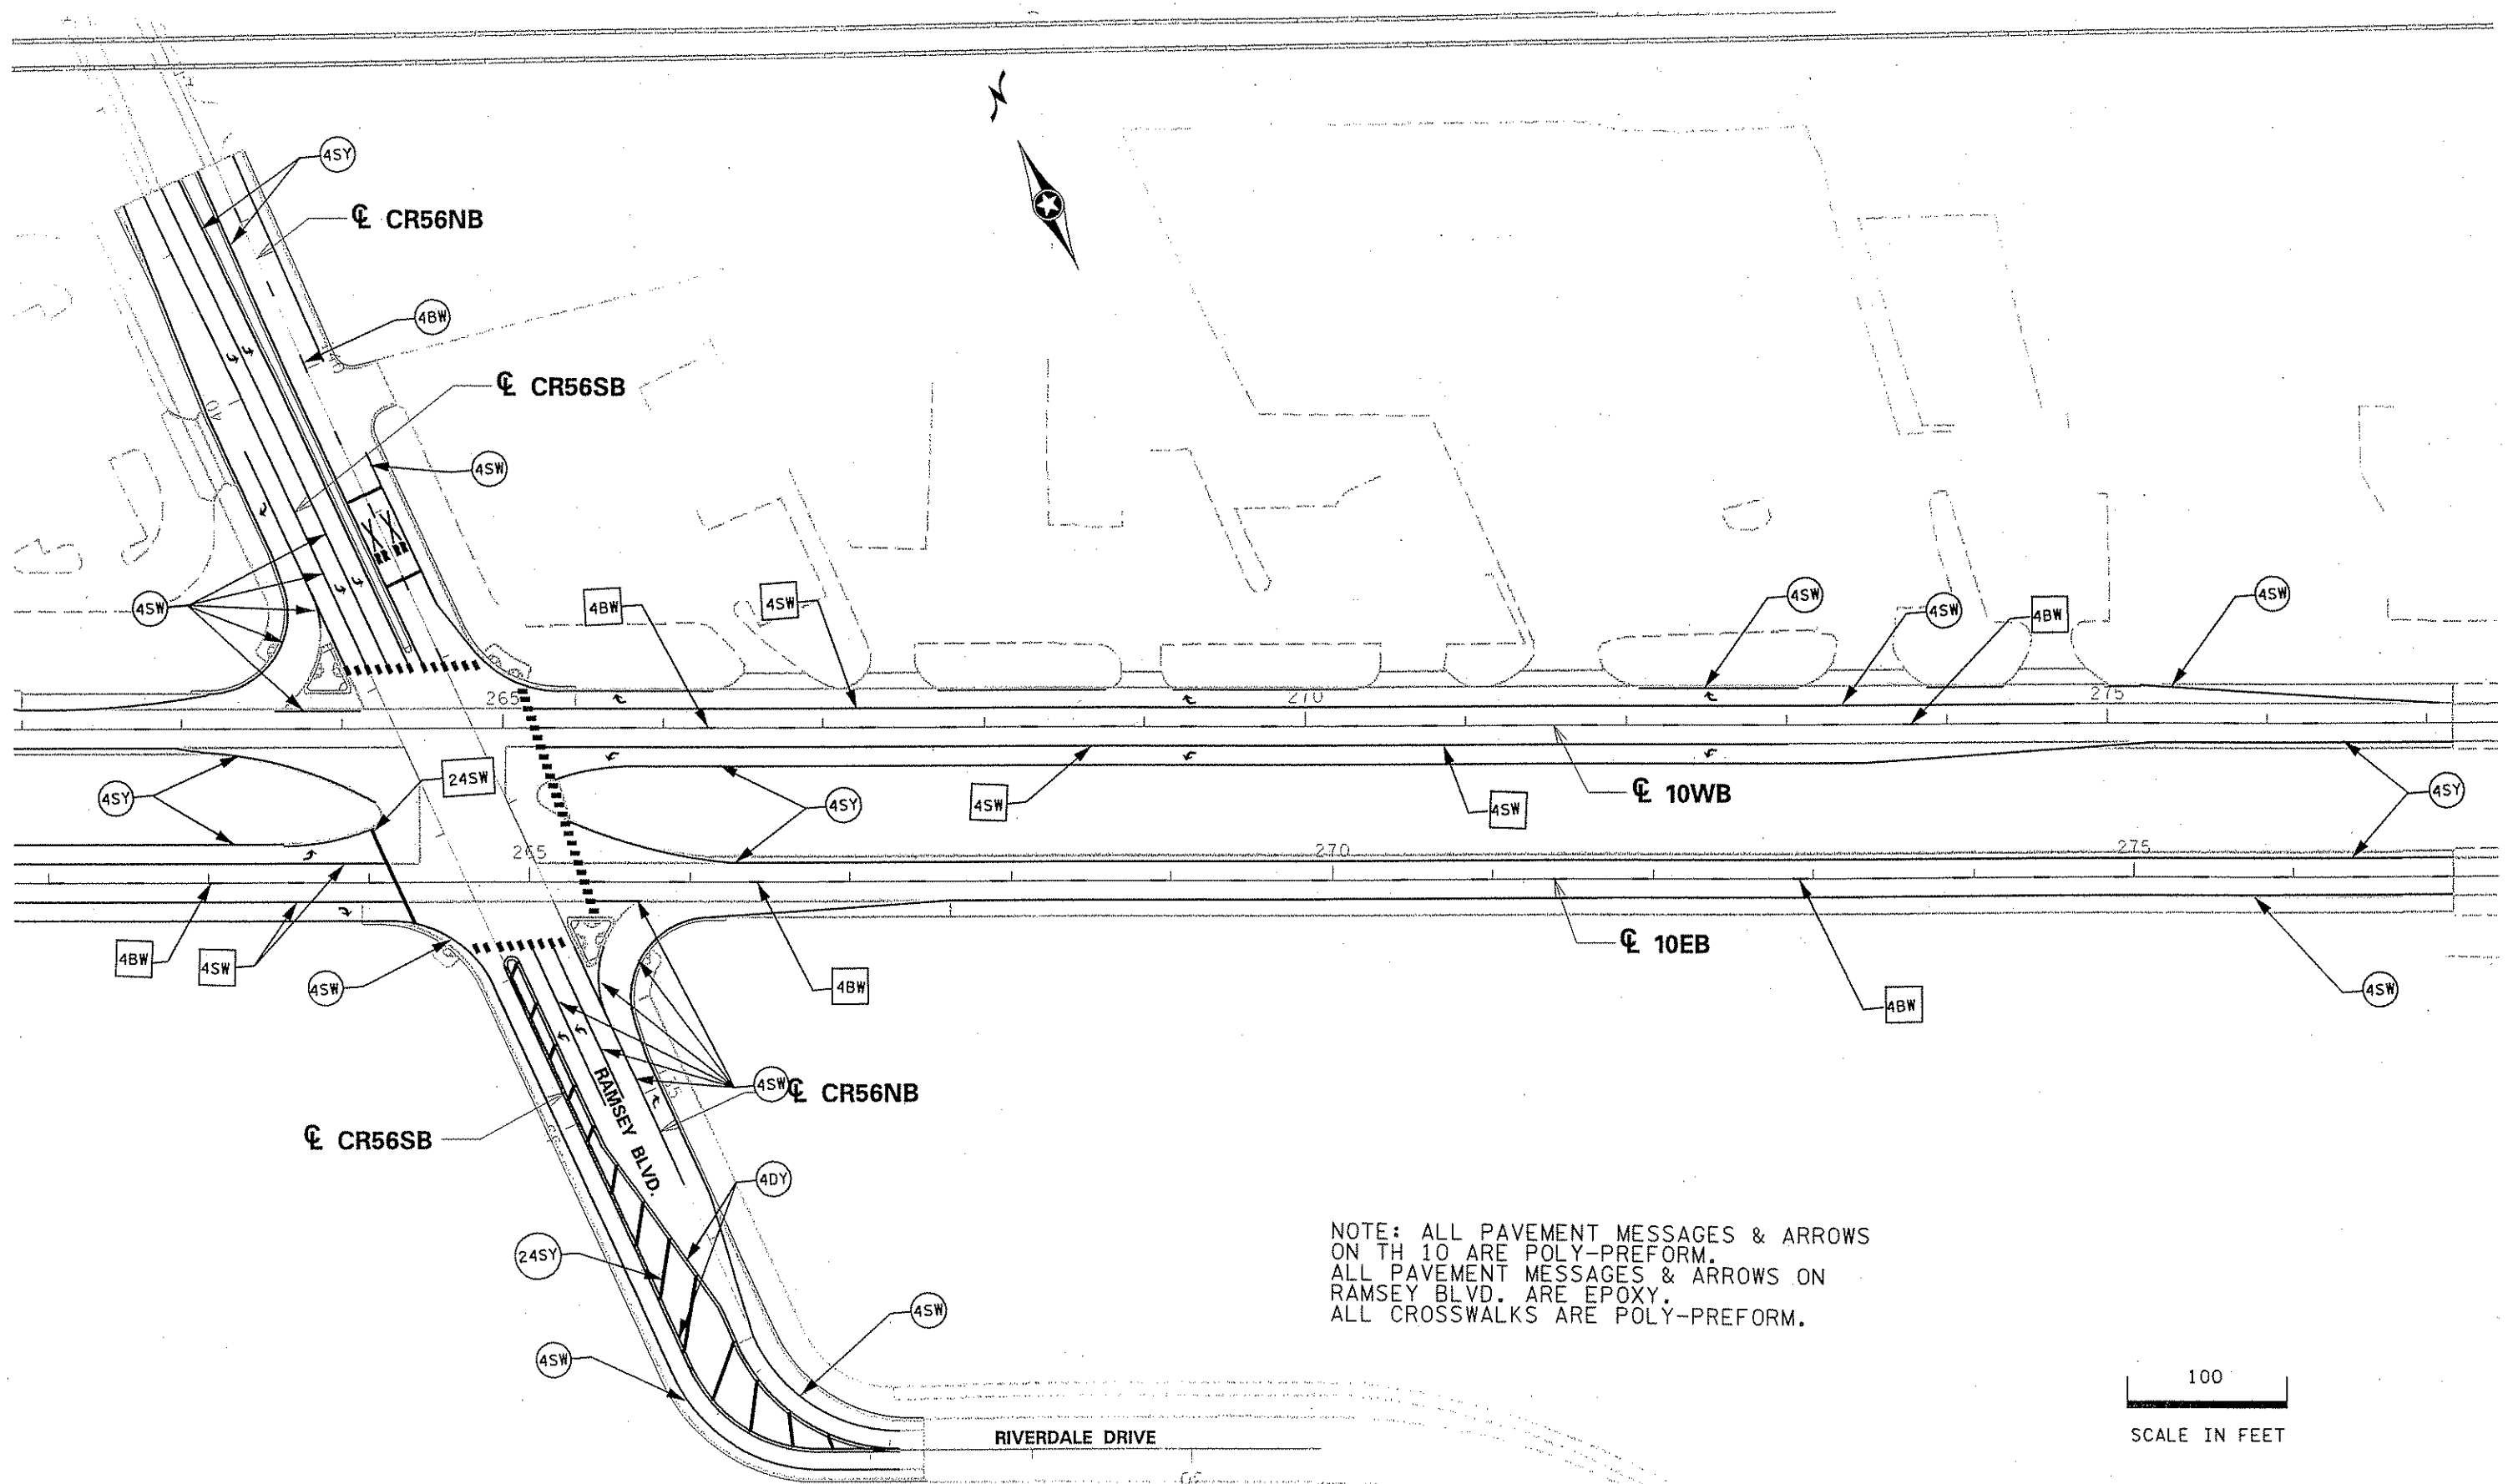 4SY
℄ CR56NB
4BW
℄ CR56SB
4SW
4SW
4BW
4SW
4SW
4SW
4BW
4SW
265
270
275
24SW
4SY
4SW
4SY
4SW
℄ 10WB
4SY
265
270
275
4BW
4SW
4SW
4BW
℄ 10EB
4BW
4SW
RAMSEY BLVD.
4SW
℄ CR56NB
℄ CR56SB
4DY
24SY
4SW
4SW
NOTE: ALL PAVEMENT MESSAGES & ARROWS
ON TH 10 ARE POLY-PREFORM.
ALL PAVEMENT MESSAGES & ARROWS ON
RAMSEY BLVD. ARE EPOXY.
ALL CROSSWALKS ARE POLY-PREFORM.
100
SCALE IN FEET
RIVERDALE DRIVE